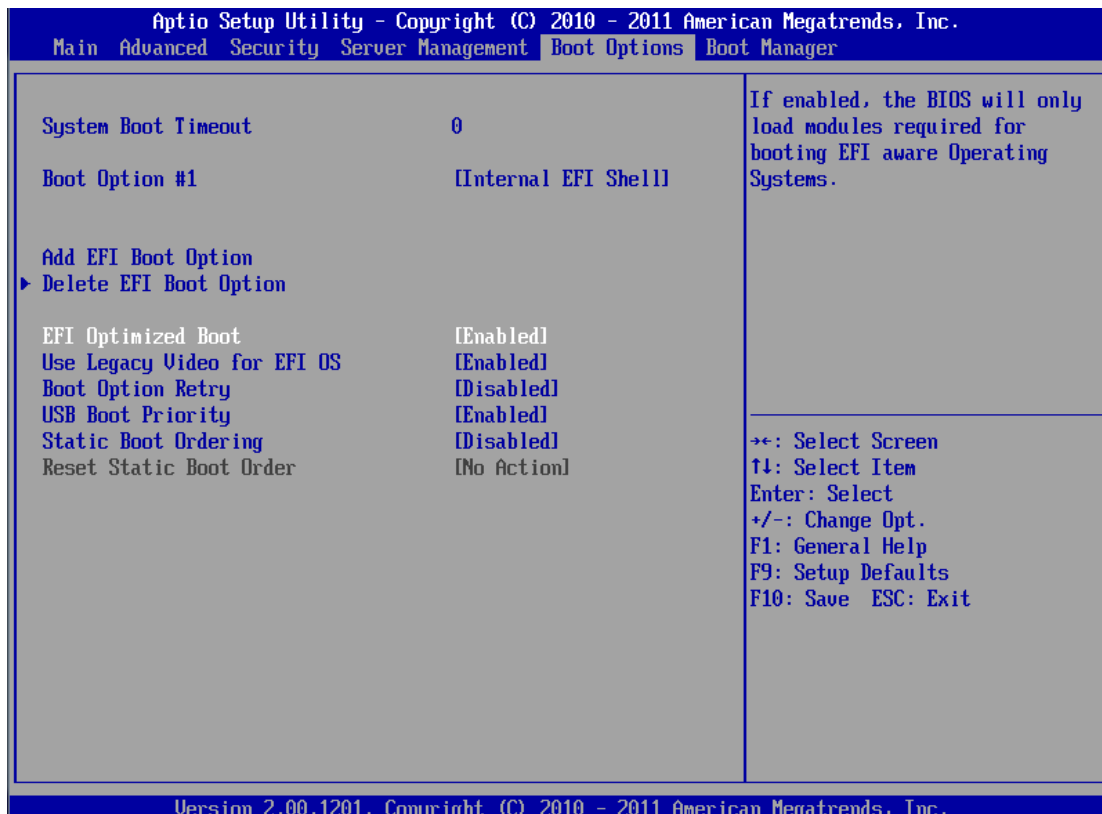 Aptio Setup Utility - Copyright (C) 2010 - 2011 American Megatrends, Inc.
Main Advanced Security Server Management Boot Options Boot Manager
System Boot Timeout 0
Boot Option #1 [Internal EFI Shell]
Add EFI Boot Option
▶ Delete EFI Boot Option
EFI Optimized Boot [Enabled]
Use Legacy Video for EFI OS [Enabled]
Boot Option Retry [Disabled]
USB Boot Priority [Enabled]
Static Boot Ordering [Disabled]
Reset Static Boot Order [No Action]
If enabled, the BIOS will only
load modules required for
booting EFI aware Operating
Systems.
→←: Select Screen
↑↓: Select Item
Enter: Select
+/-: Change Opt.
F1: General Help
F9: Setup Defaults
F10: Save ESC: Exit
Version 2.00.1201. Copyright (C) 2010 - 2011 American Megatrends, Inc.